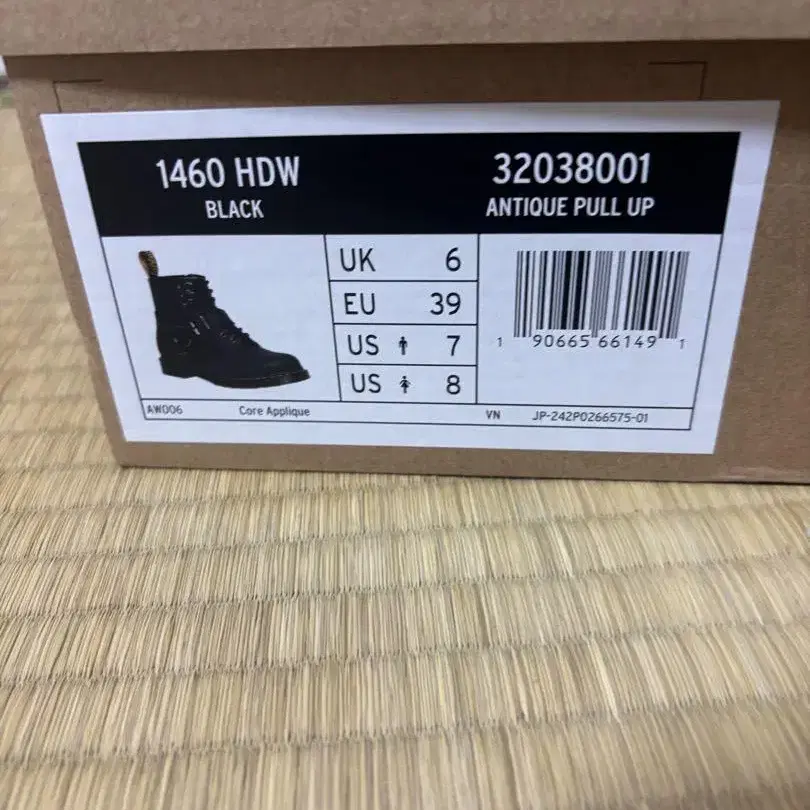 1460 HDW
BLACK
32038001
ANTIQUE PULL UP
UK 6
EU 39
US 7
US 8
1 90665 66149 1
AW006 Core Applique VN JP-242P0266575-01